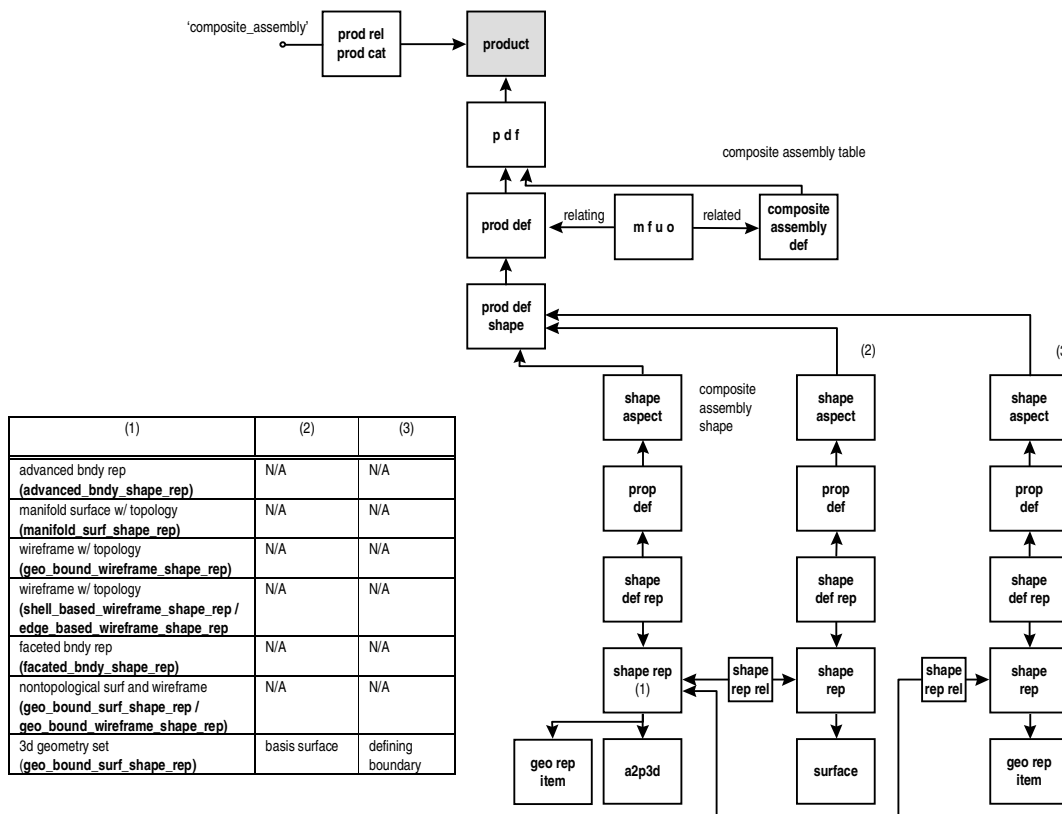 'composite_assembly'
prod rel
prod cat
product
p d f
composite assembly table
prod def
relating
m f u o
related
composite
assembly
def
prod def
shape
(2)
(3
shape
aspect
composite
assembly
shape
shape
aspect
shape
aspect
prop
def
prop
def
prop
def
shape
def rep
shape
def rep
shape
def rep
shape rep
(1)
shape
rep rel
shape
rep
shape
rep rel
shape
rep
geo rep
item
a2p3d
surface
geo rep
item
(1) (2) (3)
advanced bndy rep N/A N/A
(advanced_bndy_shape_rep)
manifold surface w/ topology N/A N/A
(manifold_surf_shape_rep)
wireframe w/ topology N/A N/A
(geo_bound_wireframe_shape_rep)
wireframe w/ topology N/A N/A
(shell_based_wireframe_shape_rep /
edge_based_wireframe_shape_rep
faceted bndy rep N/A N/A
(facated_bndy_shape_rep)
nontopological surf and wireframe N/A N/A
(geo_bound_surf_shape_rep /
geo_bound_wireframe_shape_rep)
3d geometry set basis surface defining
(geo_bound_surf_shape_rep) boundary